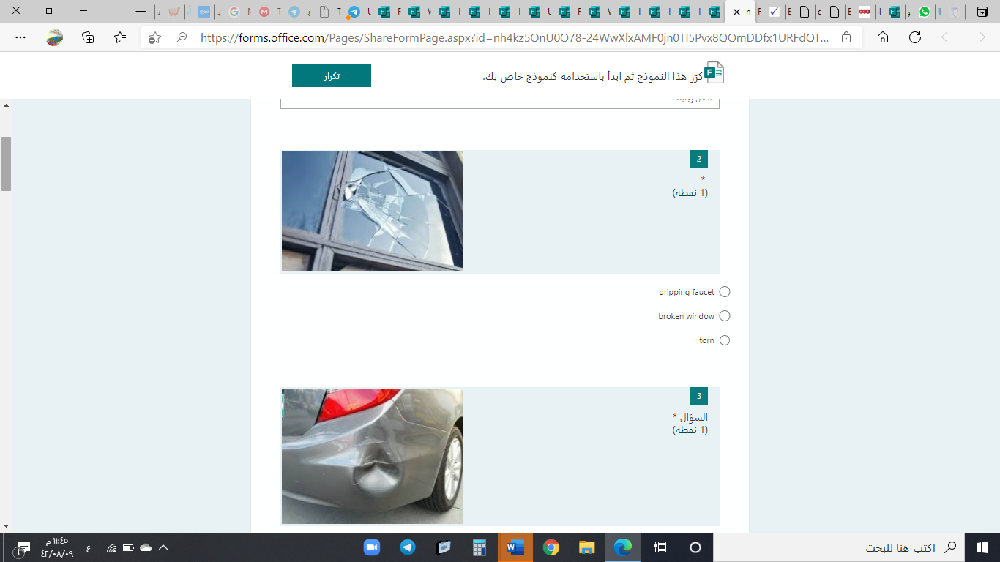 https://forms.office.com/Pages/ShareFormPage.aspx?id=nh4kz5OnU0O78-24WwXlxAMF0jn0TI5Pvx8QOmDDfx1URFdQT...
كرّر هذا النموذج ثم ابدأ باستخدامه كنموذج خاص بك.
تكرار
2
*
(1 نقطة)
dripping faucet
broken window
torn
3
السؤال *
(1 نقطة)
اكتب هنا للبحث
ع
١١:٤٥ م
٤٢/٠٨/٠٩